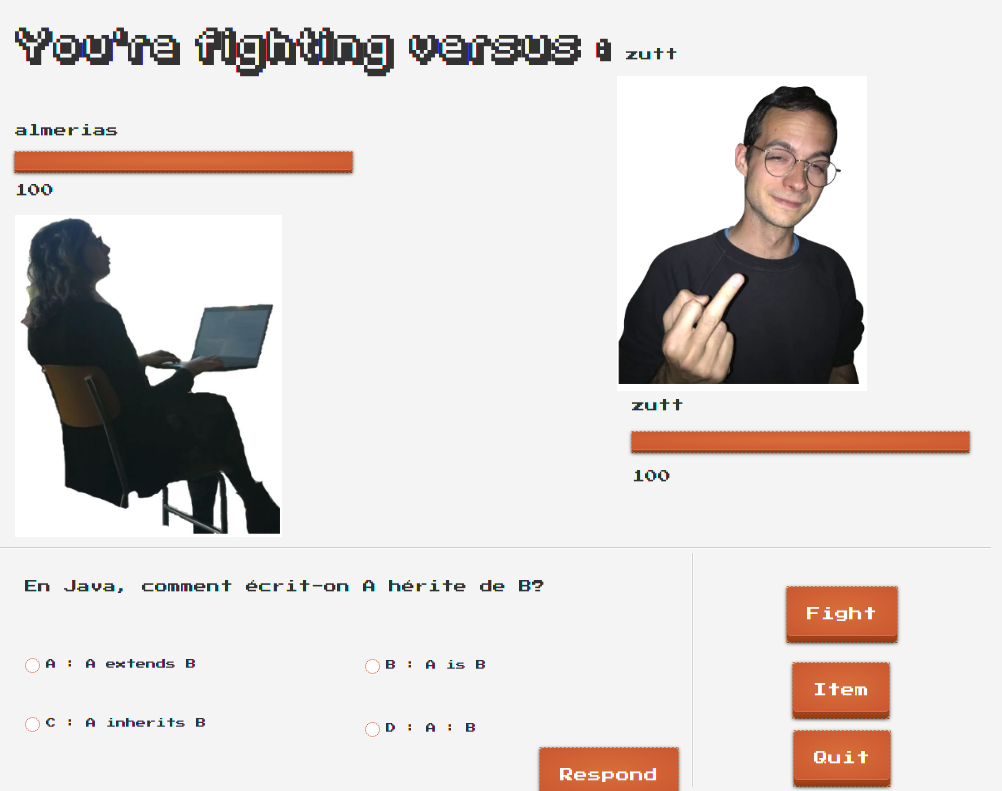 You're fighting versus a zutt
almerias
100
zutt
100
En Java, comment écrit-on A hérite de B?
A : A extends B
B : A is B
C : A inherits B
D : A : B
Respond
Fight
Item
Quit